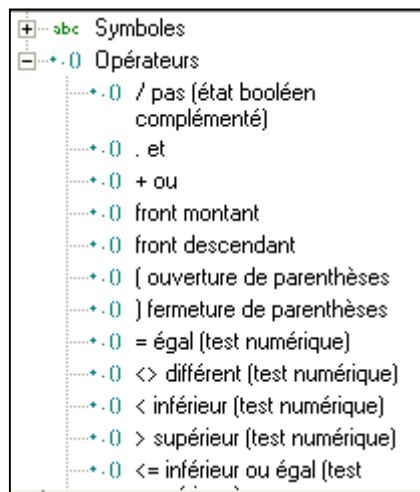 abc Symboles
+.() Opérateurs
+.() / pas (état booléen
complémenté)
+.() . et
+.() + ou
+.() front montant
+.() front descendant
+.() ( ouverture de parenthèses
+.() ) fermeture de parenthèses
+.() = égal (test numérique)
+.() <> différent (test numérique)
+.() < inférieur (test numérique)
+.() > supérieur (test numérique)
+.() <= inférieur ou égal (test